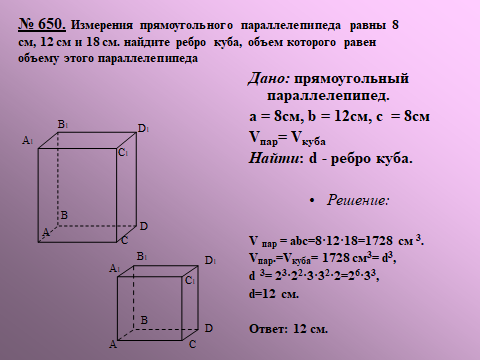 № 650. Измерения прямоугольного параллелепипеда равны 8
см, 12 см и 18 см. найдите ребро куба, объем которого равен
объему этого параллелепипеда
Дано: прямоугольный
параллелепипед.
a = 8см, b = 12см, c = 8см
Vпар= Vкуба
Найти: d - ребро куба.
• Решение:
V пар = abc=8·12·18=1728 см ³.
Vпар.=Vкуба= 1728 см³= d³,
d ³= 2³·2²·3·3²·2=2⁶·3³,
d=12 см.
Ответ: 12 см.
B1
D1
A1
C1
B
A
D
C
B1
D1
A1
C1
B
D
A
C